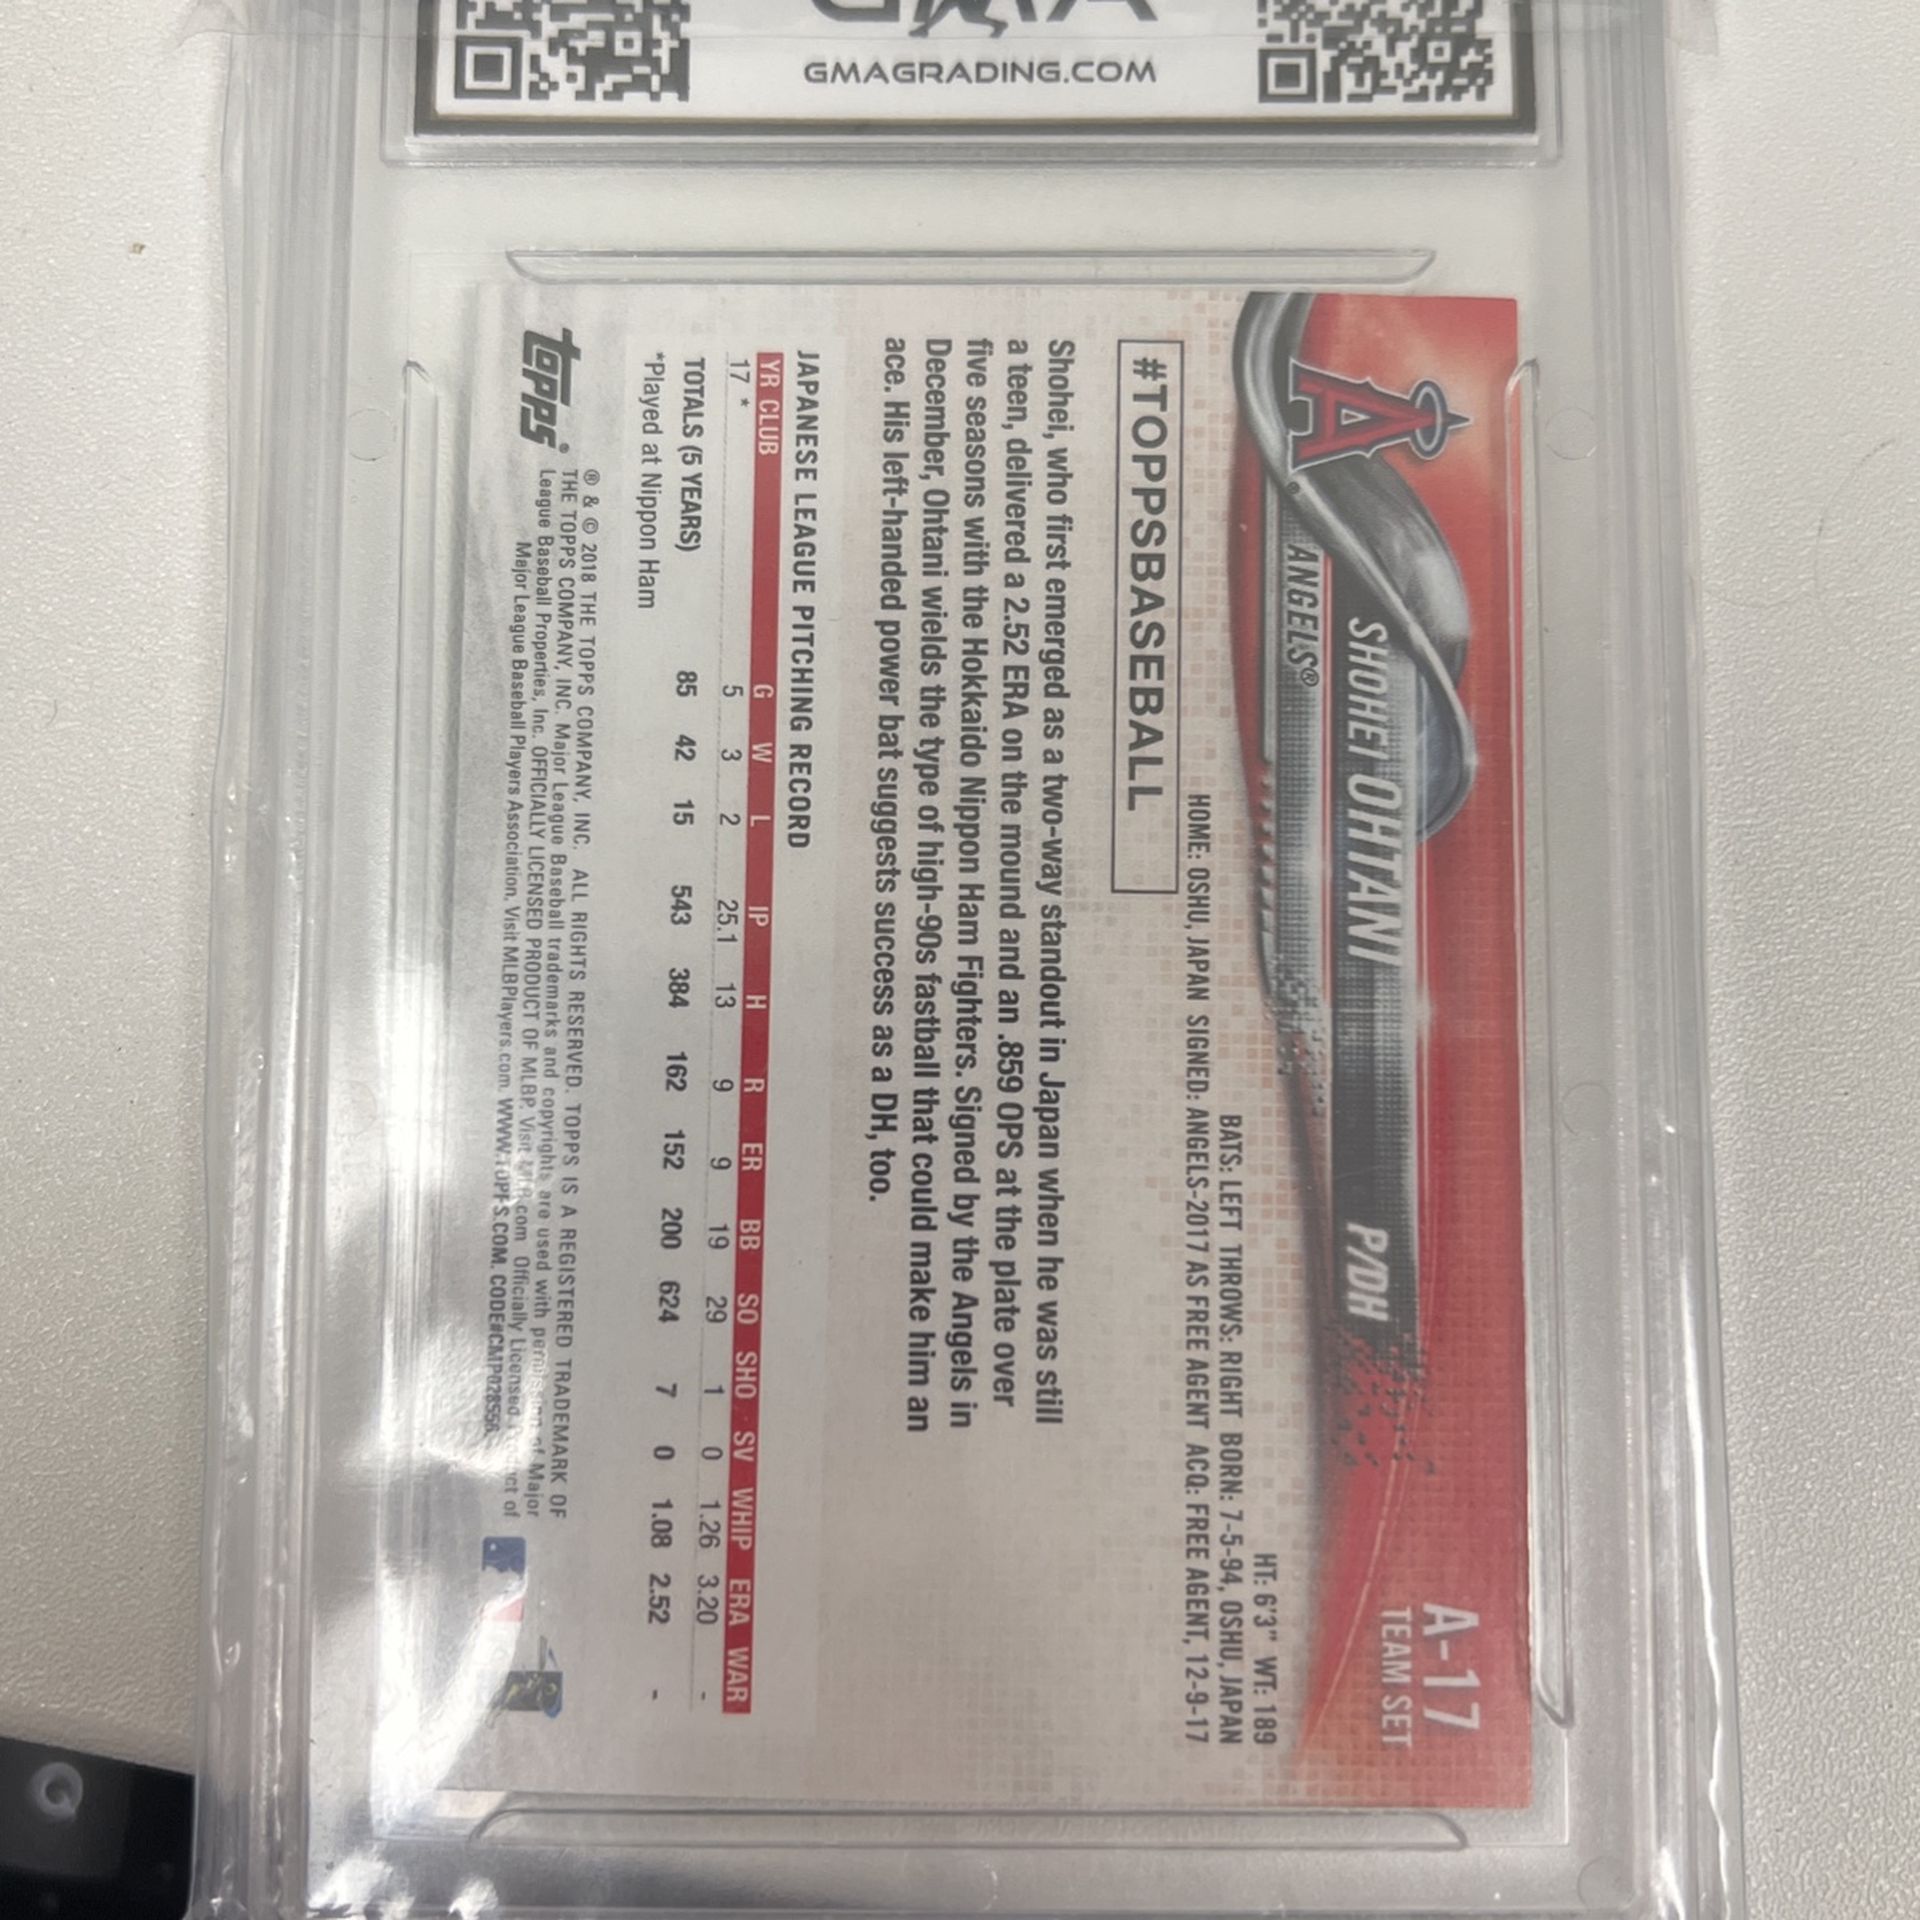 GMA
GMAGRADING.COM
A-17
TEAM SET
SHOHEI OHTANI P/DH
ANGELS®
HT: 6'3" WT: 189
BATS: LEFT THROWS: RIGHT BORN: 7-5-94, OSHU, JAPAN
HOME: OSHU, JAPAN SIGNED: ANGELS-2017 AS FREE AGENT ACQ: FREE AGENT, 12-9-17
#TOPPSBASEBALL
Shohei, who first emerged as a two-way standout in Japan when he was still
a teen, delivered a 2.52 ERA on the mound and an .859 OPS at the plate over
five seasons with the Hokkaido Nippon Ham Fighters. Signed by the Angels in
December, Ohtani wields the type of high-90s fastball that could make him an
ace. His left-handed power bat suggests success as a DH, too.
JAPANESE LEAGUE PITCHING RECORD
YR CLUB G W L IP H R ER BB SO SHO SV WHIP ERA WAR
17 * 5 3 2 25.1 13 9 9 19 29 1 0 1.26 3.20 -
TOTALS (5 YEARS) 85 42 15 543 384 162 152 200 624 7 0 1.08 2.52 -
*Played at Nippon Ham
topps®
® & © 2018 THE TOPPS COMPANY, INC. ALL RIGHTS RESERVED. TOPPS IS A REGISTERED TRADEMARK OF
THE TOPPS COMPANY, INC. Major League Baseball trademarks and copyrights are used with permission of Major
League Baseball Properties, Inc. OFFICIALLY LICENSED PRODUCT OF MLBP. Visit MLB.com Officially Licensed Product of
Major League Baseball Players Association. Visit MLBPlayers.com. WWW.TOPPS.COM. CODE#CMP028556